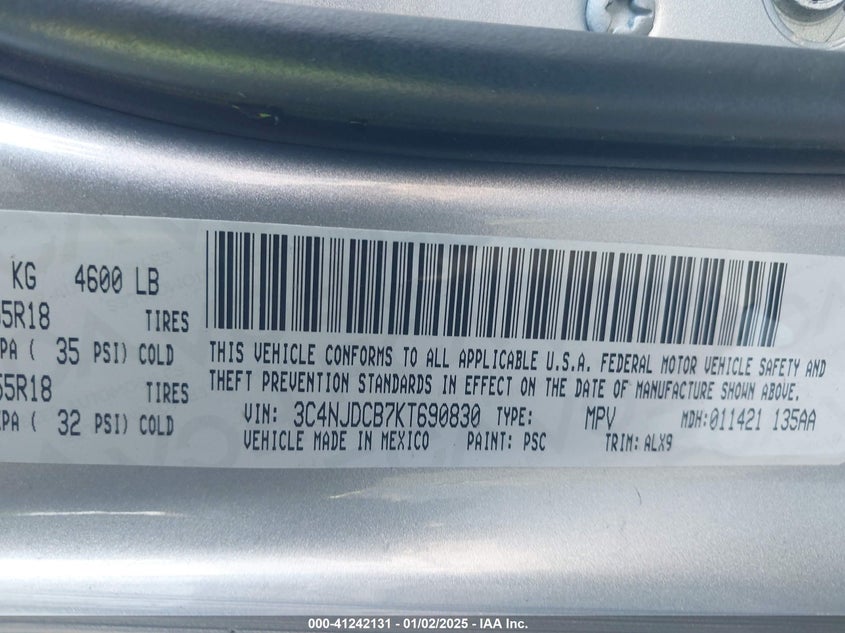 KG 4600 LB
5R18 TIRES
PA ( 35 PSI) COLD
55R18 TIRES
KPA ( 32 PSI) COLD
THIS VEHICLE CONFORMS TO ALL APPLICABLE U.S.A. FEDERAL MOTOR VEHICLE SAFETY AND
THEFT PREVENTION STANDARDS IN EFFECT ON THE DATE OF MANUFACTURE SHOWN ABOVE.
VIN: 3C4NJDCB7KT690830 TYPE: MPV MDH:011421 135AA
VEHICLE MADE IN MEXICO PAINT: PSC TRIM: ALX9
000-41242131 - 01/02/2025 - IAA Inc.